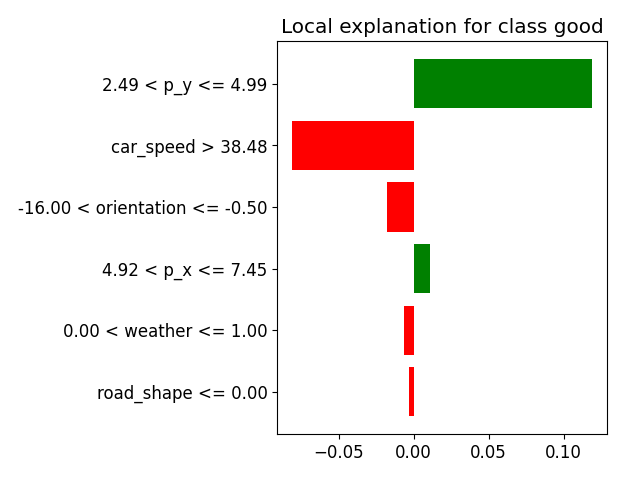 Local explanation for class good
2.49 < p_y <= 4.99
car_speed > 38.48
-16.00 < orientation <= -0.50
4.92 < p_x <= 7.45
0.00 < weather <= 1.00
road_shape <= 0.00
−0.05 0.00 0.05 0.10